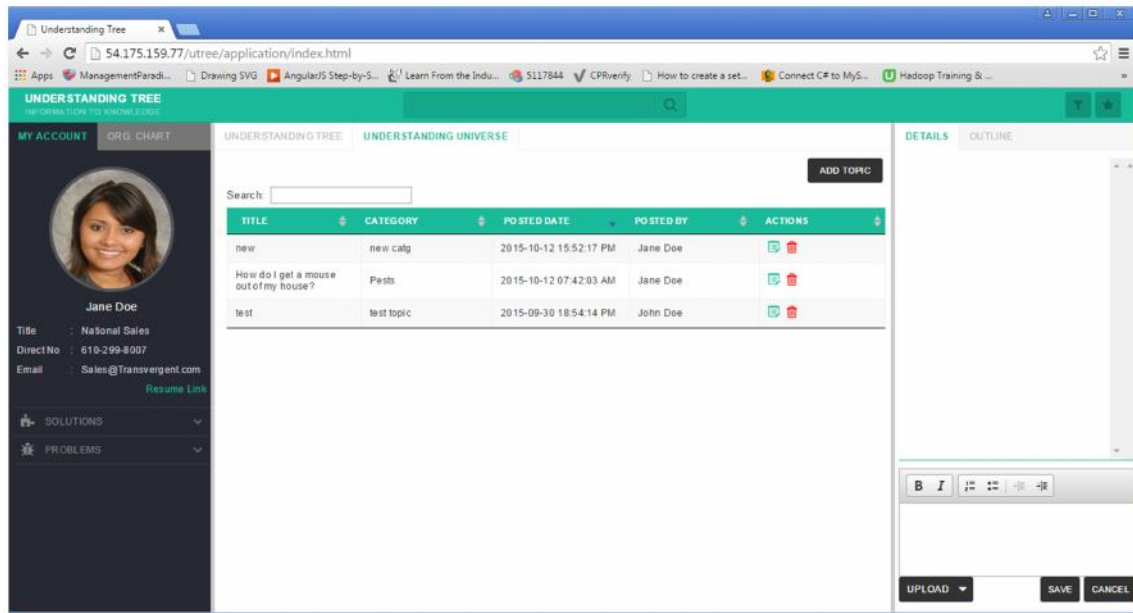 Understanding Tree
54.175.159.77/utree/application/index.html
Apps ManagementParadi... Drawing SVG AngularJS Step-by-S... Learn From the Indu... 5117844 CPRverify How to create a set... Connect C# to MyS... Hadoop Training & ...
UNDERSTANDING TREE
INFORMATION TO KNOWLEDGE
MY ACCOUNT ORG. CHART
UNDERSTANDING TREE UNDERSTANDING UNIVERSE
DETAILS OUTLINE
ADD TOPIC
Search:
TITLE CATEGORY POSTED DATE POSTED BY ACTIONS
new new catg 2015-10-12 15:52:17 PM Jane Doe
How do I get a mouse
out of my house? Pests 2015-10-12 07:42:03 AM Jane Doe
test test topic 2015-09-30 18:54:14 PM John Doe
Jane Doe
Title : National Sales
Direct No : 610-299-8007
Email : Sales@Transvergent.com
Resume Link
SOLUTIONS
PROBLEMS
B I
UPLOAD SAVE CANCEL